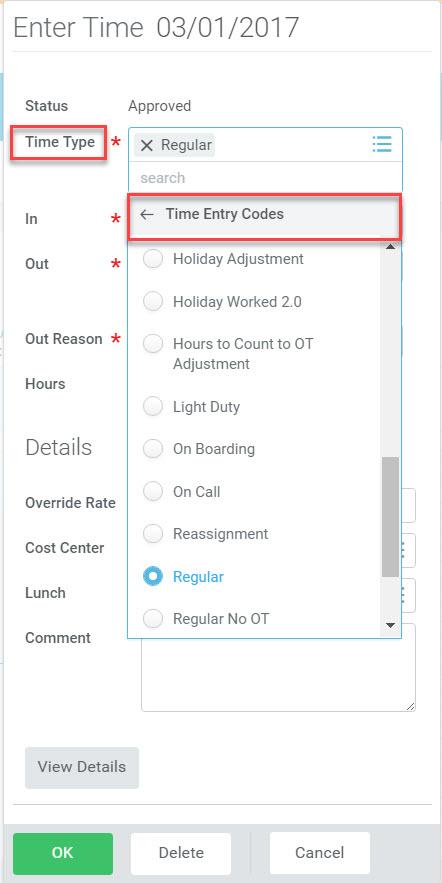 Enter Time 03/01/2017
Status Approved
Time Type * Regular
search
Time Entry Codes
In *
Out *
Out Reason *
Hours
Holiday Adjustment
Holiday Worked 2.0
Hours to Count to OT
Adjustment
Light Duty
On Boarding
On Call
Reassignment
Regular
Regular No OT
Details
Override Rate
Cost Center
Lunch
Comment
View Details
OK Delete Cancel